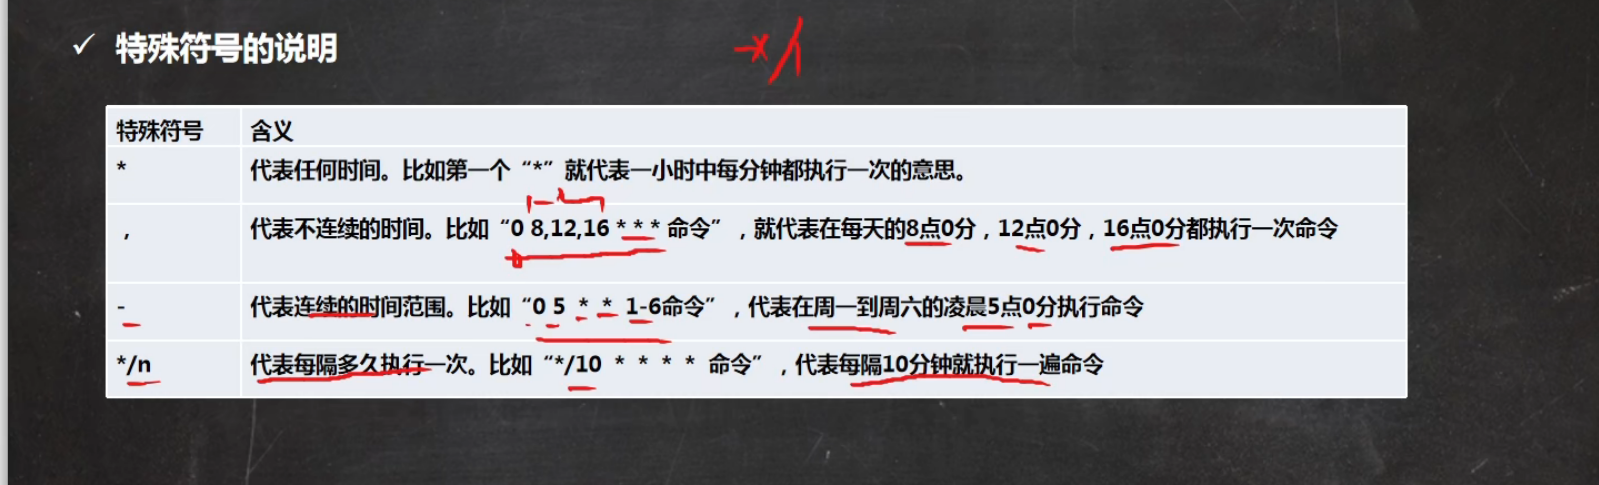 ✓ 特殊符号的说明
*/1
特殊符号 含义
* 代表任何时间。比如第一个“*”就代表一小时中每分钟都执行一次的意思。
, 代表不连续的时间。比如“0 8,12,16 * * * 命令”，就代表在每天的8点0分，12点0分，16点0分都执行一次命令
- 代表连续的时间范围。比如“0 5 * * 1-6命令”，代表在周一到周六的凌晨5点0分执行命令
*/n 代表每隔多久执行一次。比如“*/10 * * * * 命令”，代表每隔10分钟就执行一遍命令